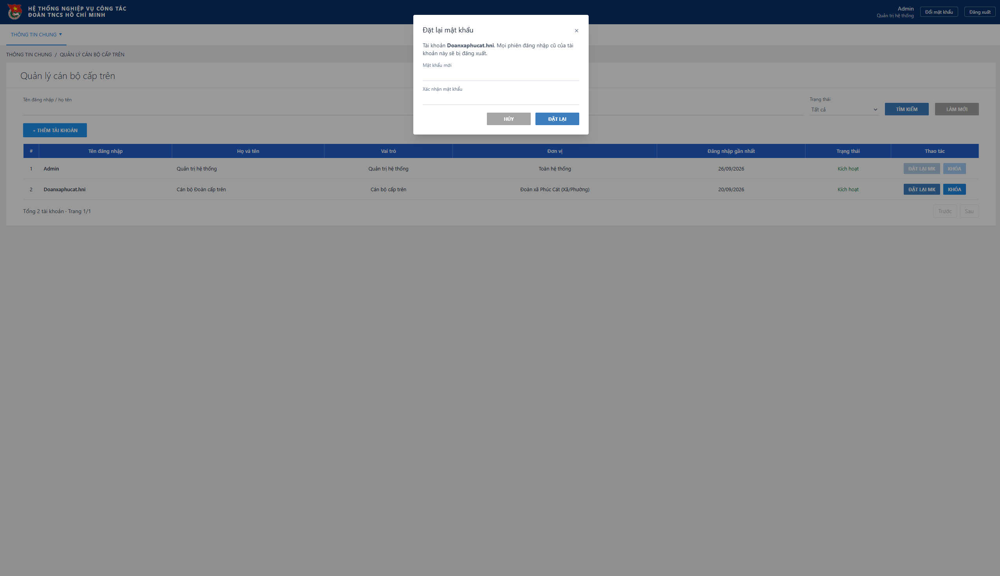 HỆ THỐNG NGHIỆP VỤ CÔNG TÁC
ĐOÀN TNCS HỒ CHÍ MINH
Admin
Quản trị hệ thống
Đổi mật khẩu
Đăng xuất
THÔNG TIN CHUNG ▼
THÔNG TIN CHUNG / QUẢN LÝ CÁN BỘ CẤP TRÊN
Đặt lại mật khẩu
×
Tài khoản Doanxaphucat.hni. Mọi phiên đăng nhập cũ của tài
khoản này sẽ bị đăng xuất.
Mật khẩu mới
Xác nhận mật khẩu
HỦY
ĐẶT LẠI
Quản lý cán bộ cấp trên
Tên đăng nhập / họ tên
Trạng thái
Tất cả
TÌM KIẾM
LÀM MỚI
+ THÊM TÀI KHOẢN
# Tên đăng nhập Họ và tên Vai trò Đơn vị Đăng nhập gần nhất Trạng thái Thao tác
1 Admin Quản trị hệ thống Quản trị hệ thống Toàn hệ thống 26/09/2026 Kích hoạt ĐẶT LẠI MK KHÓA
2 Doanxaphucat.hni Cán bộ Đoàn cấp trên Cán bộ cấp trên Đoàn xã Phúc Cát (Xã/Phường) 20/09/2026 Kích hoạt ĐẶT LẠI MK KHÓA
Tổng 2 tài khoản · Trang 1/1
Trước
Sau